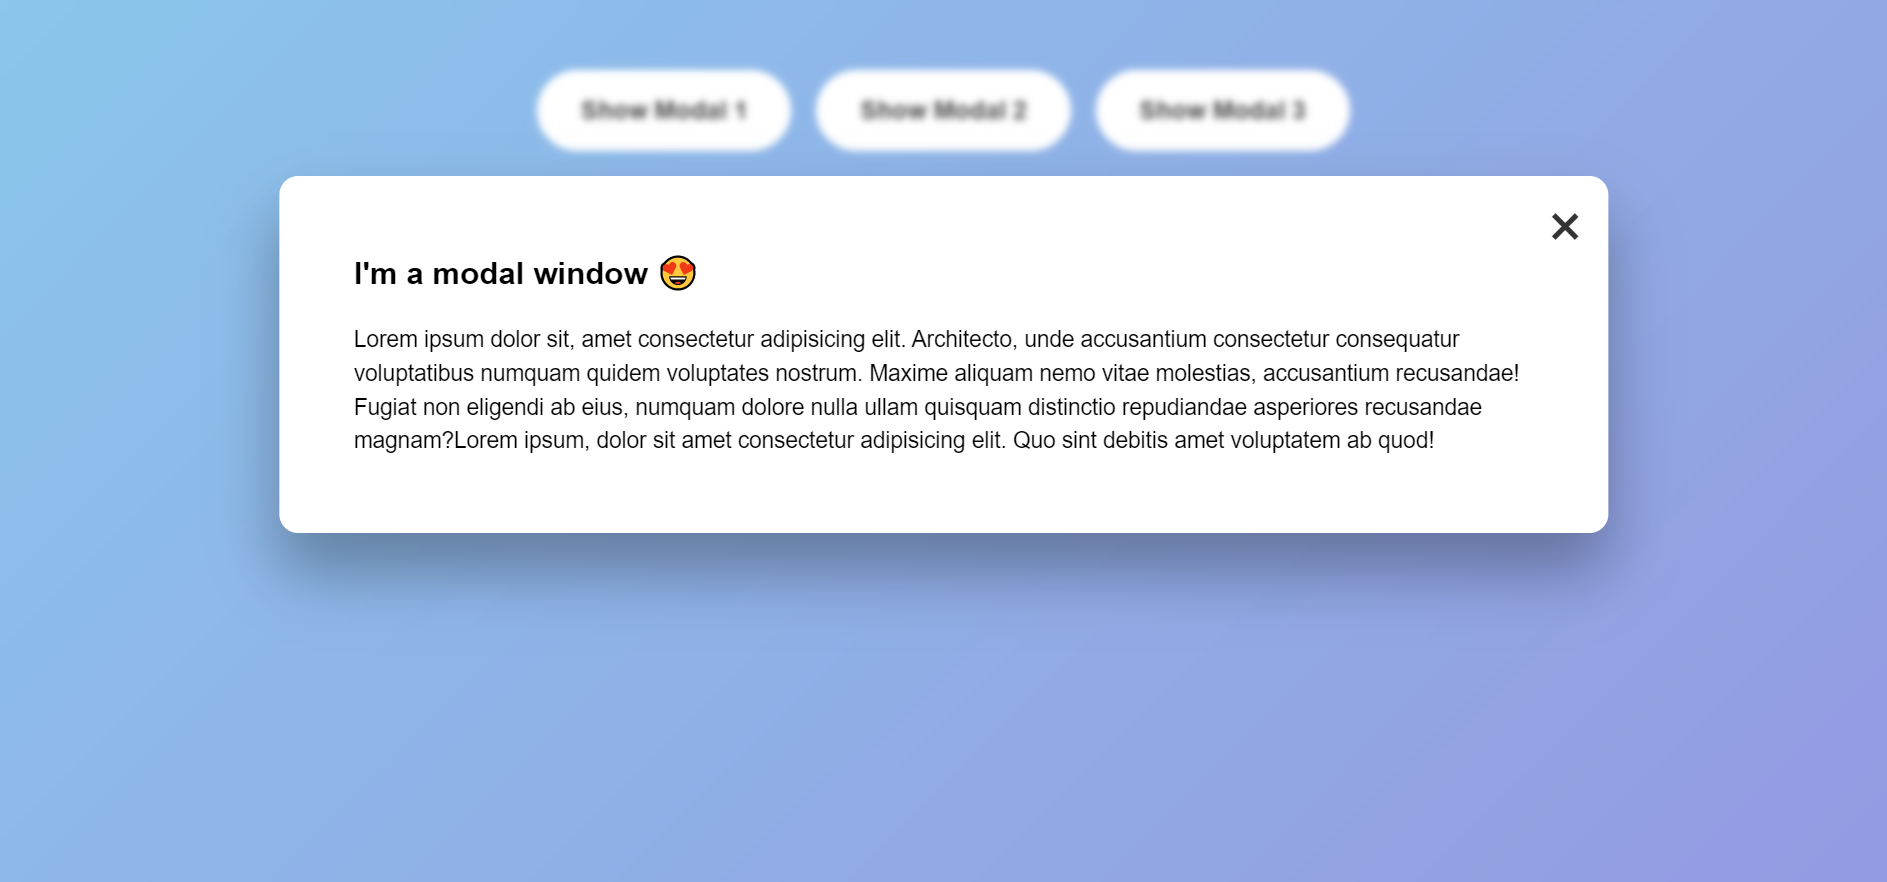 Show Modal 1 Show Modal 2 Show Modal 3
I'm a modal window 😍
Lorem ipsum dolor sit, amet consectetur adipisicing elit. Architecto, unde accusantium consectetur consequatur
voluptatibus numquam quidem voluptates nostrum. Maxime aliquam nemo vitae molestias, accusantium recusandae!
Fugiat non eligendi ab eius, numquam dolore nulla ullam quisquam distinctio repudiandae asperiores recusandae
magnam?Lorem ipsum, dolor sit amet consectetur adipisicing elit. Quo sint debitis amet voluptatem ab quod!